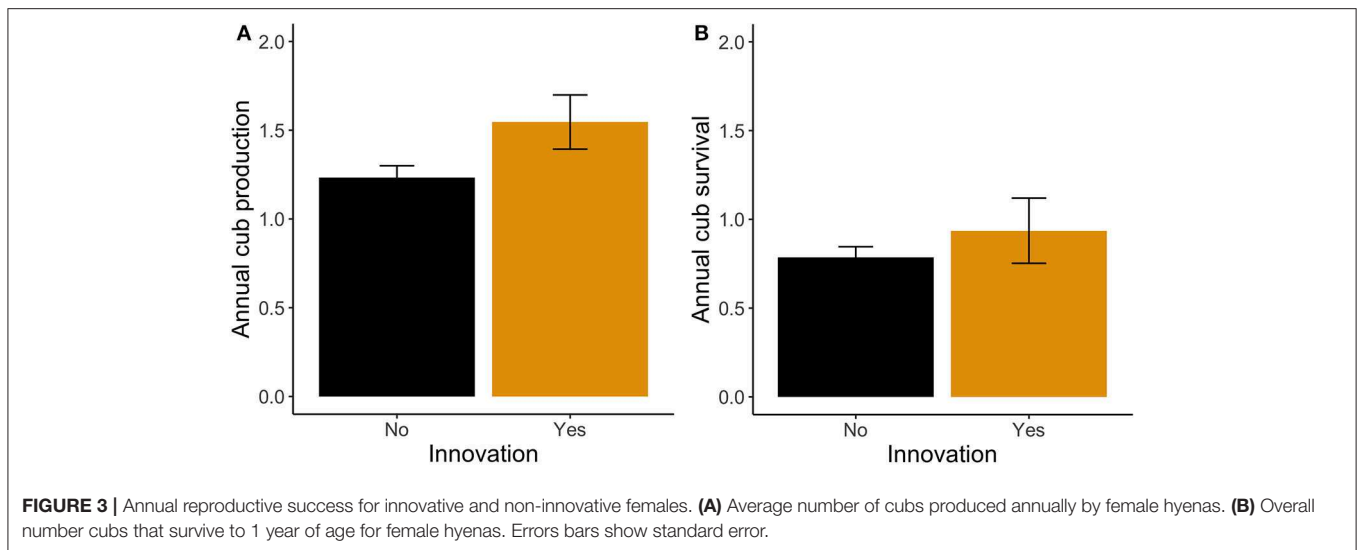 A
2.0
1.5
1.0
0.5
0.0
Annual cub production
No
Yes
Innovation
B
2.0
1.5
1.0
0.5
0.0
Annual cub survival
No
Yes
Innovation
FIGURE 3 | Annual reproductive success for innovative and non-innovative females. (A) Average number of cubs produced annually by female hyenas. (B) Overall
number cubs that survive to 1 year of age for female hyenas. Errors bars show standard error.